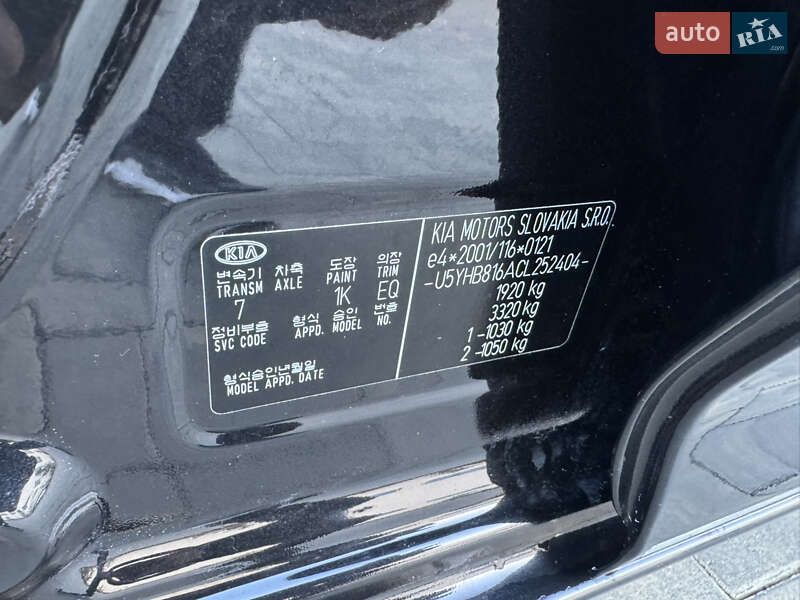 auto RIA .com
KIA
변속기 차축 도장 의장
TRANSM AXLE PAINT TRIM
7 1K EQ
정비부호 형식 승인 번호
SVC CODE APPD. MODEL NO.
형식승인년월일
MODEL APPD. DATE
KIA MOTORS SLOVAKIA S.R.O.
e4*2001/116*0121
-U5YHB816ACL252404-
1920 kg
3320 kg
1 -1030 kg
2 -1050 kg